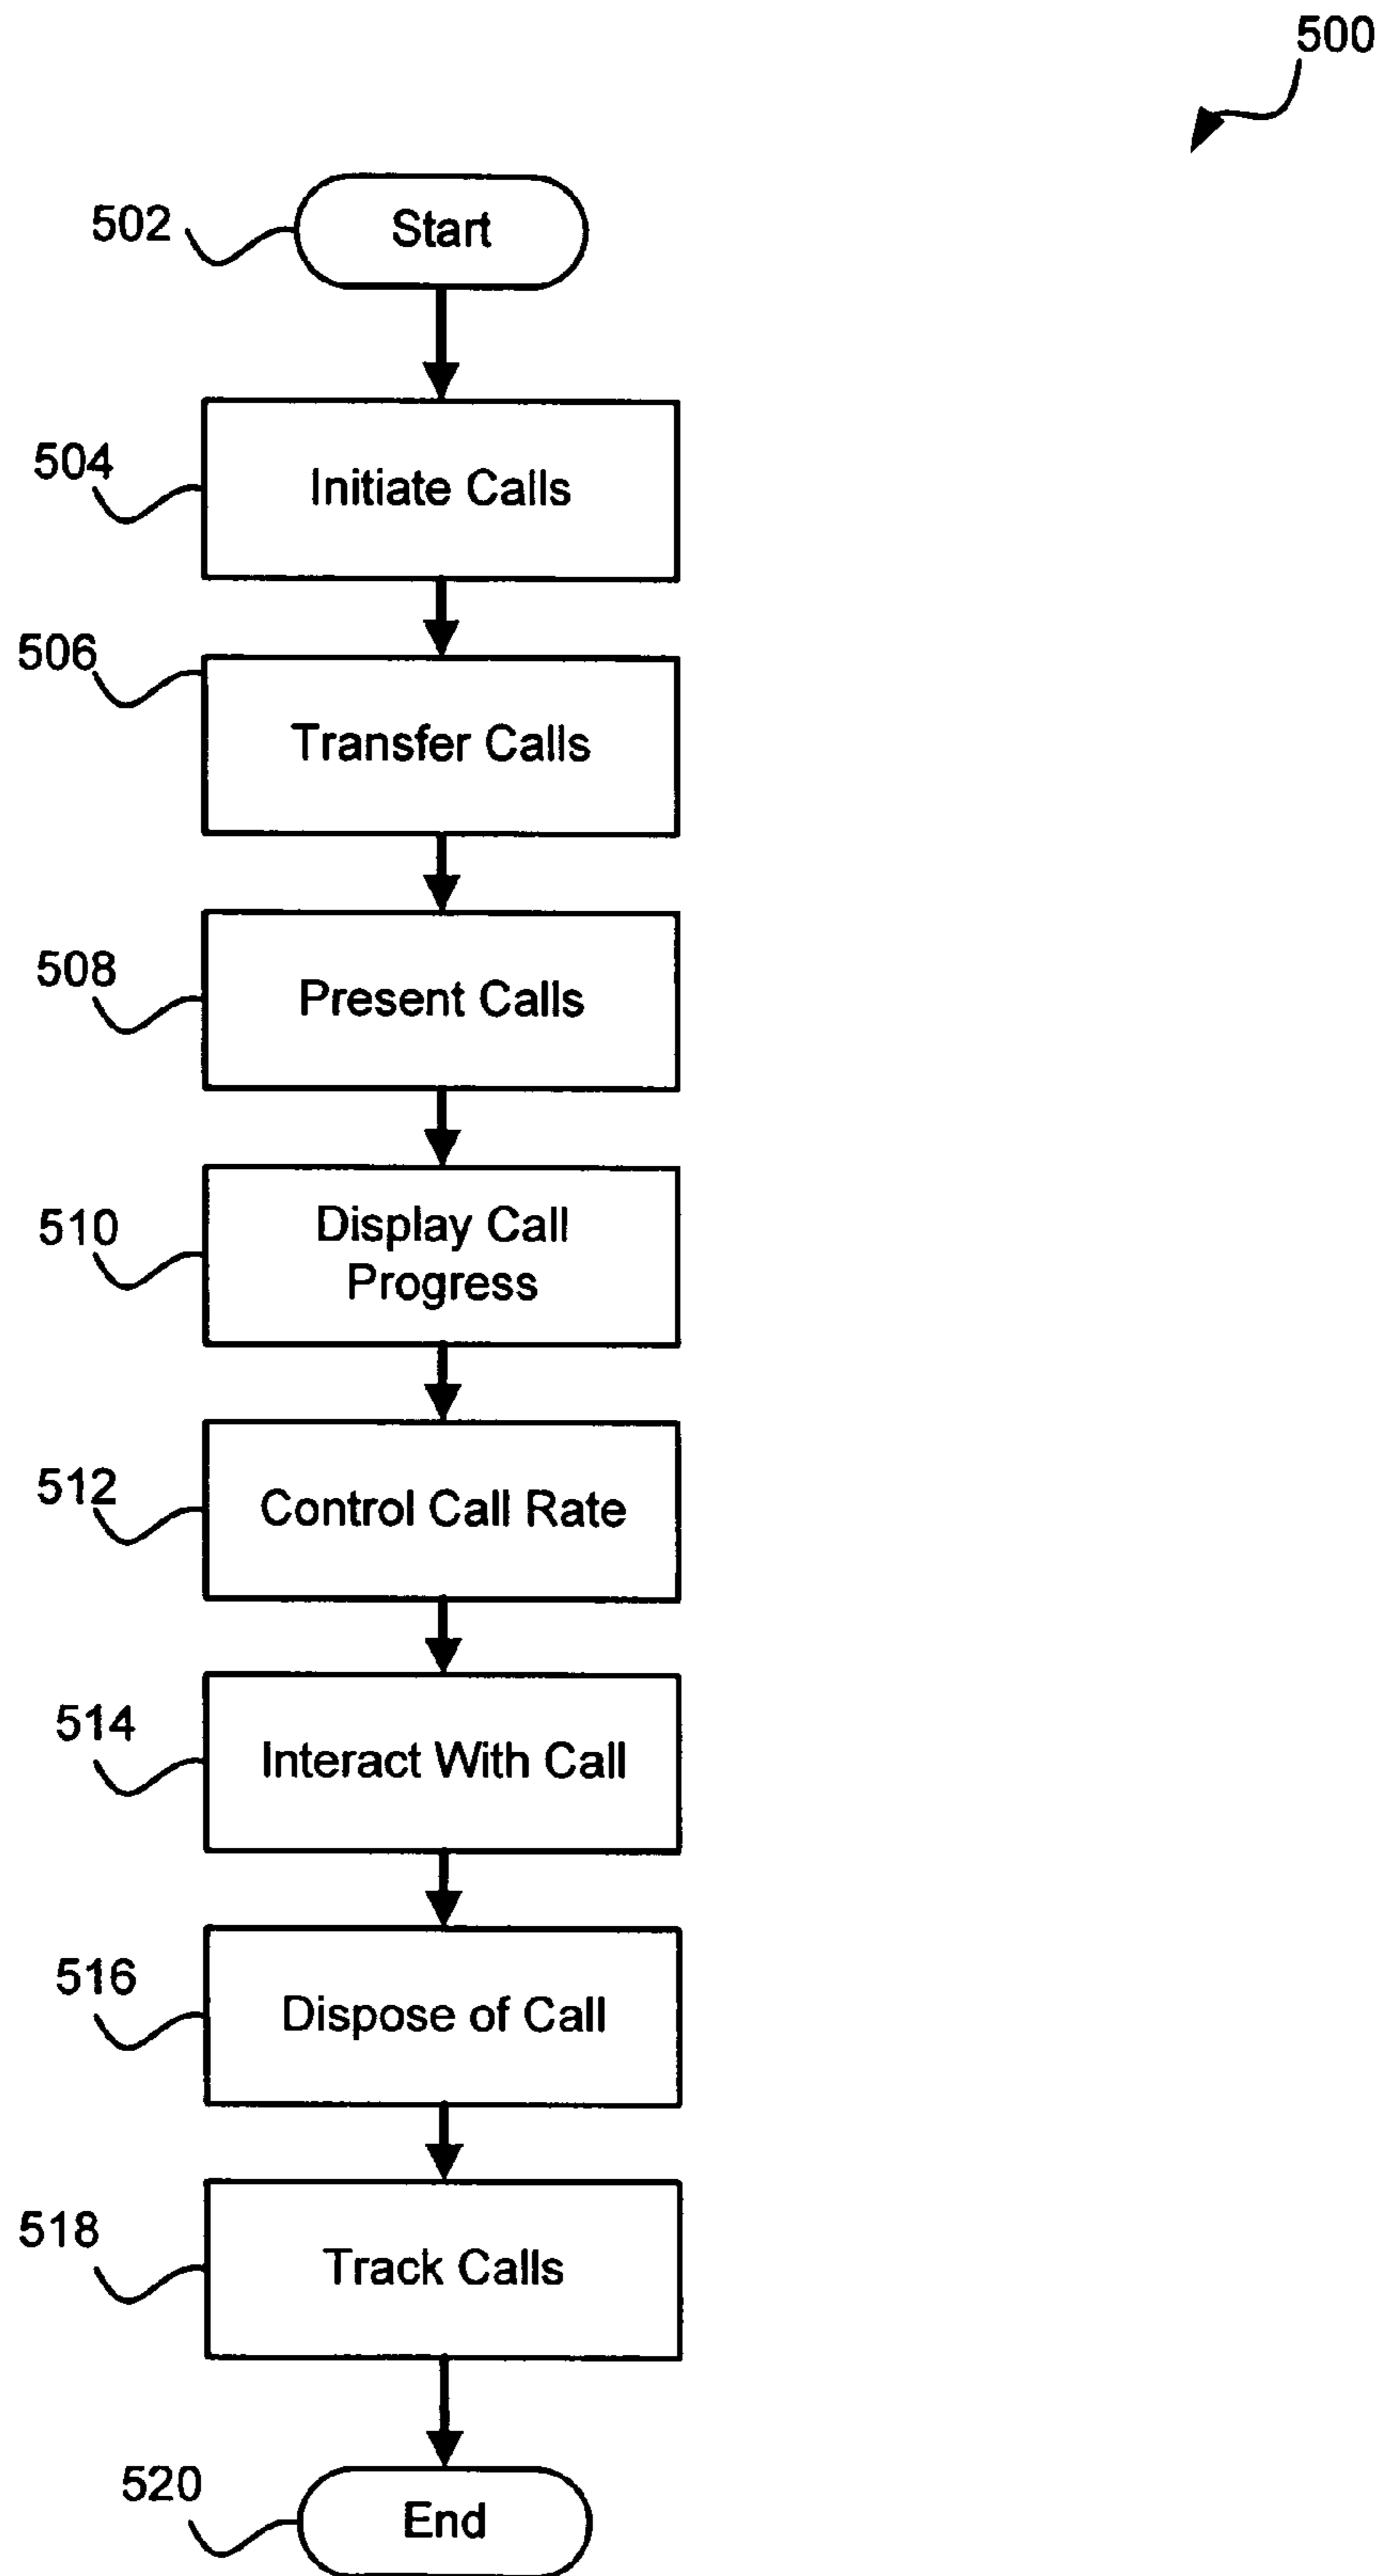 500
502
Start
504
Initiate Calls
506
Transfer Calls
508
Present Calls
510
Display Call
Progress
512
Control Call Rate
514
Interact With Call
516
Dispose of Call
518
Track Calls
520
End